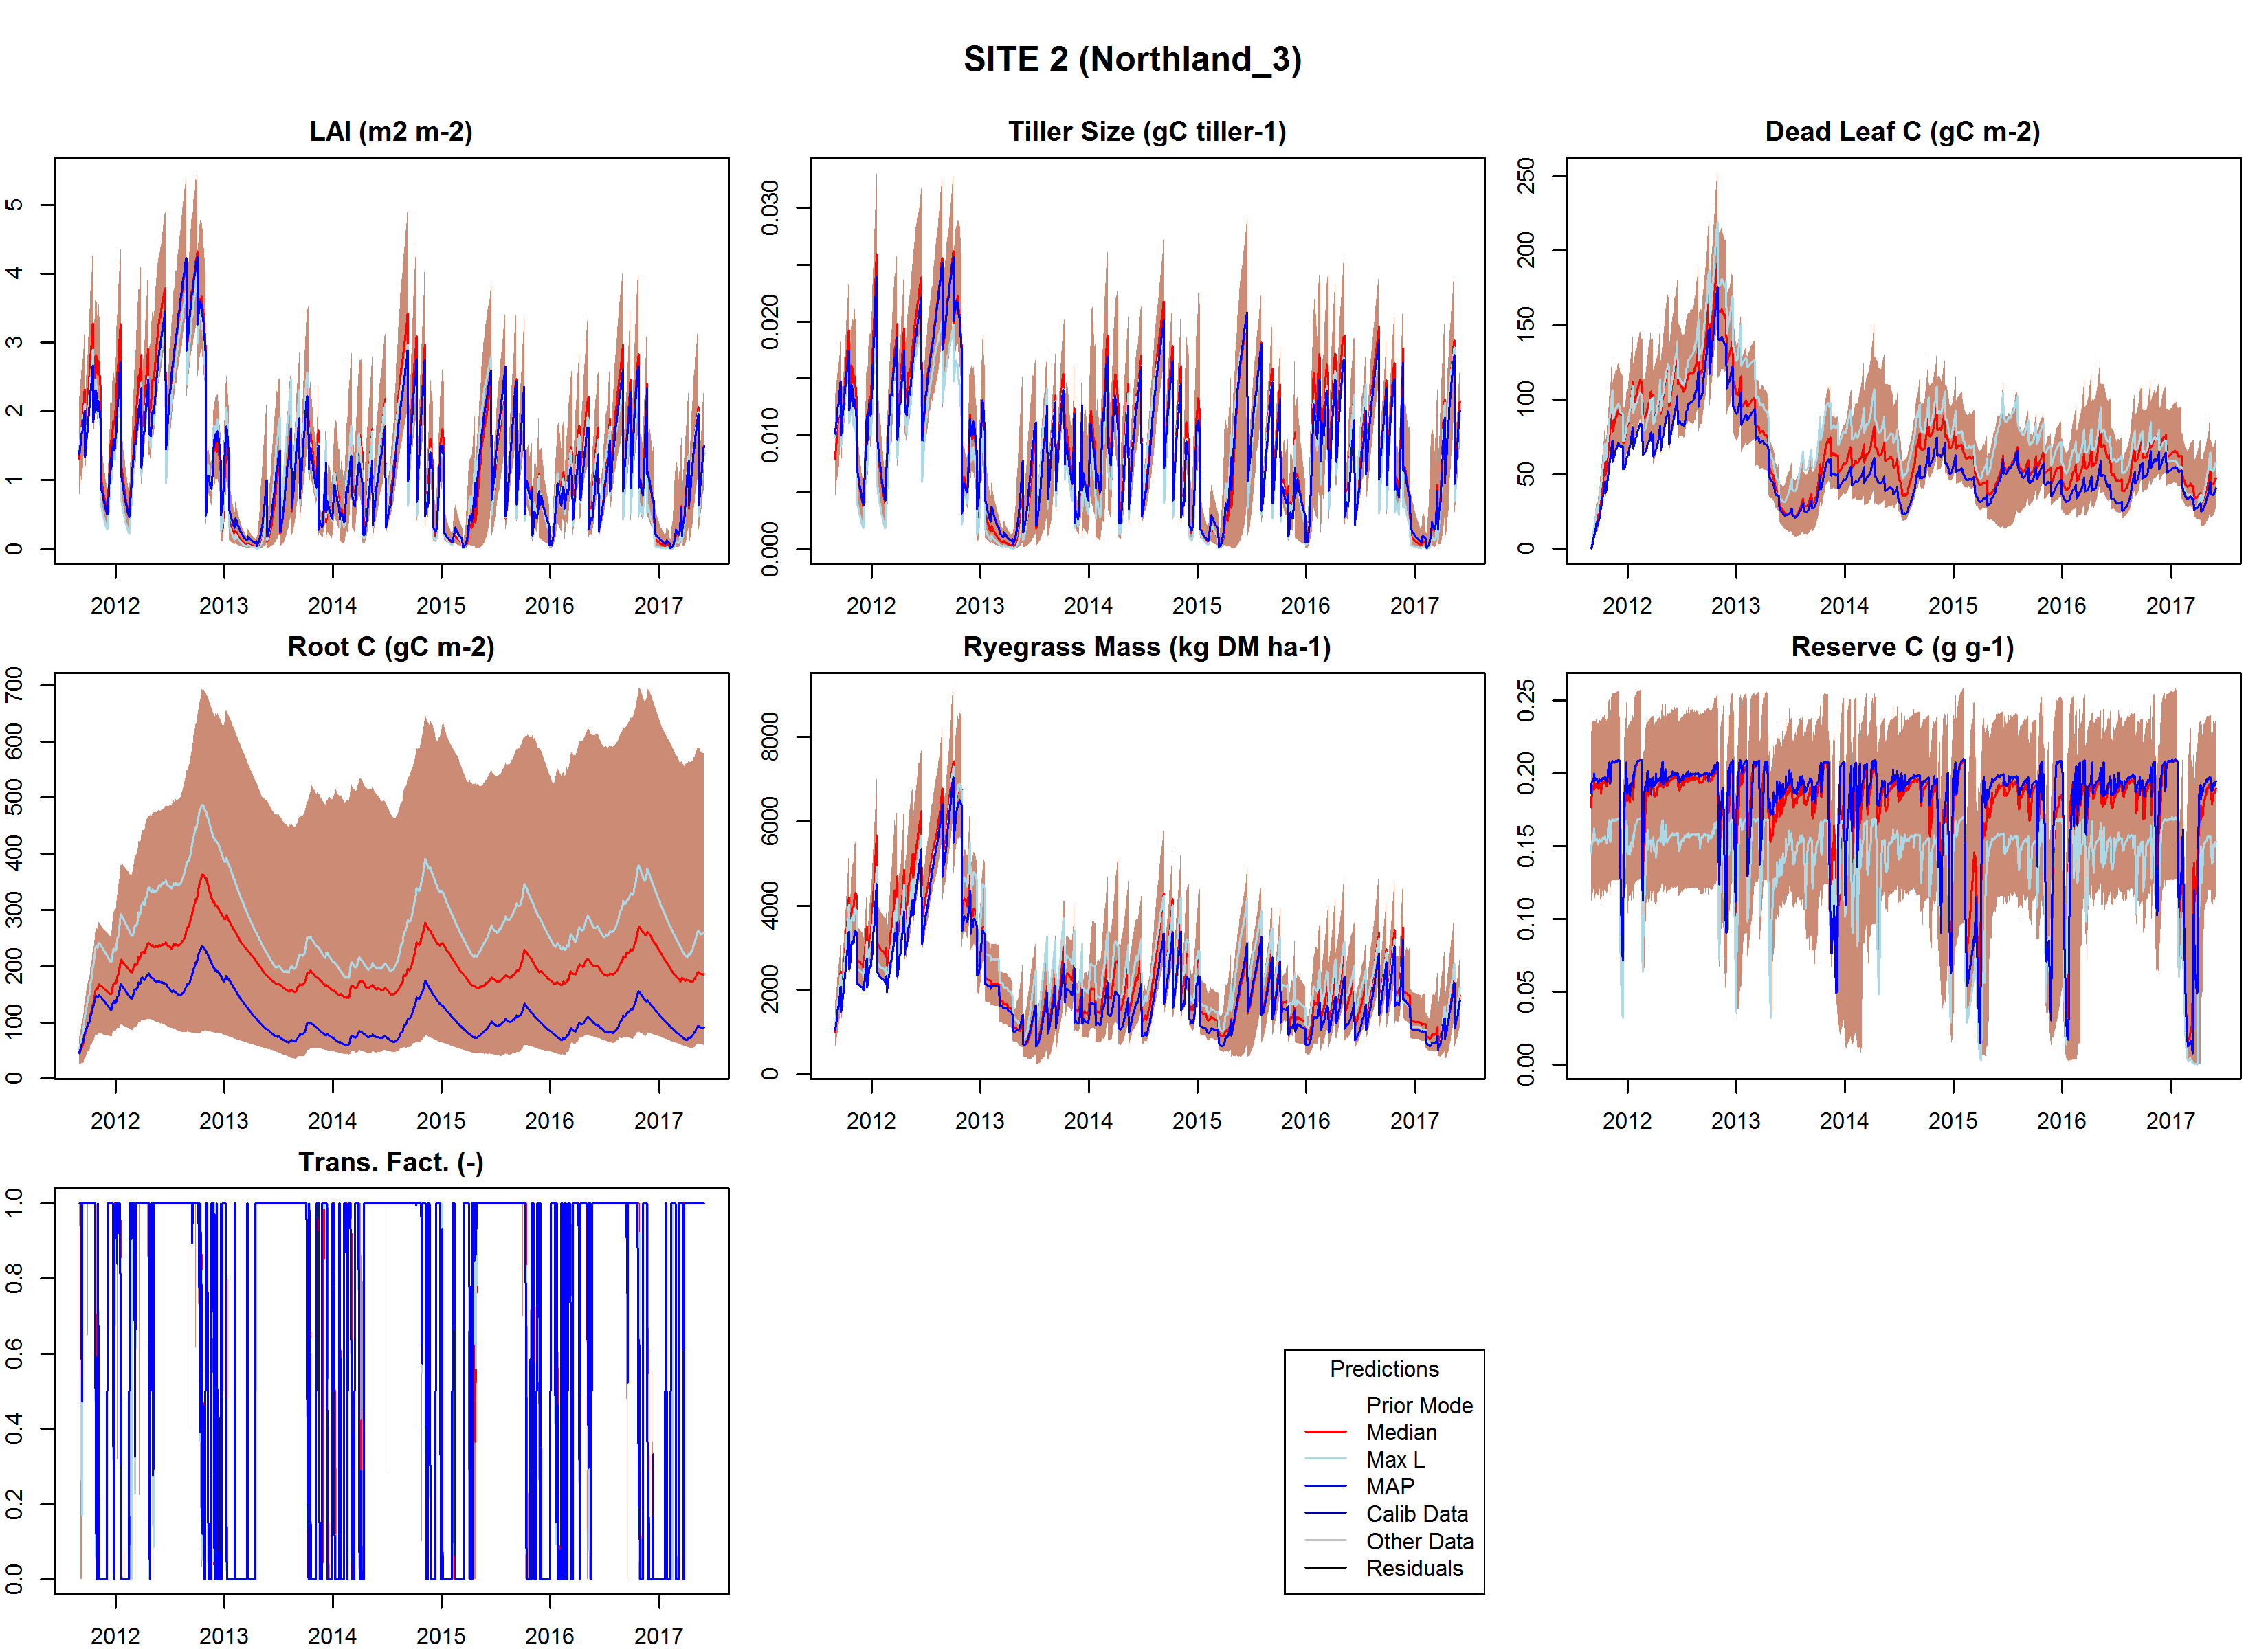 SITE 2 (Northland_3)
LAI (m2 m-2)
0 1 2 3 4 5
2012 2013 2014 2015 2016 2017
Tiller Size (gC tiller-1)
0.000 0.010 0.020 0.030
2012 2013 2014 2015 2016 2017
Dead Leaf C (gC m-2)
0 50 100 150 200 250
2012 2013 2014 2015 2016 2017
Root C (gC m-2)
0 100 200 300 400 500 600 700
2012 2013 2014 2015 2016 2017
Ryegrass Mass (kg DM ha-1)
0 2000 4000 6000 8000
2012 2013 2014 2015 2016 2017
Reserve C (g g-1)
0.00 0.05 0.10 0.15 0.20 0.25
2012 2013 2014 2015 2016 2017
Trans. Fact. (-)
0.0 0.2 0.4 0.6 0.8 1.0
2012 2013 2014 2015 2016 2017
Predictions
Prior Mode
Median
Max L
MAP
Calib Data
Other Data
Residuals